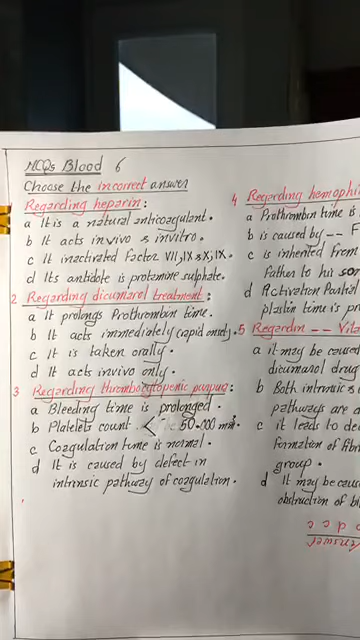 MCQs Blood 6
Choose the incorrect answer
Regarding heparin:
a It is a natural anticoagulant.
b It acts invivo & invitro.
c It inactivated Factor VII, IX, X, IX.
d Its antidote is protamine sulphate.
2 Regarding dicumarol treatment:
a It prolongs Prothrombin time.
b It acts immediately (rapid onset).
c It is taken orally.
d It acts invivo only.
3 Regarding thrombocytopenic purpura:
a Bleeding time is prolonged.
b Platelets count < 50.000 mm³.
c Coagulation time is normal.
d It is caused by defect in
intrinsic pathway of coagulation.
4 Regarding hemophi
a Prothrombin time is
b is caused by -- F
c is inherited from
Father to his son
d Activation Partial
plastin time is pr
5 Regardin -- Vita
a it may be caused
dicumarol drug
b Both intrinsic &
pathways are a
c it leads to de
formation of fib
group.
d It may be caus
obstruction of bi
Answer